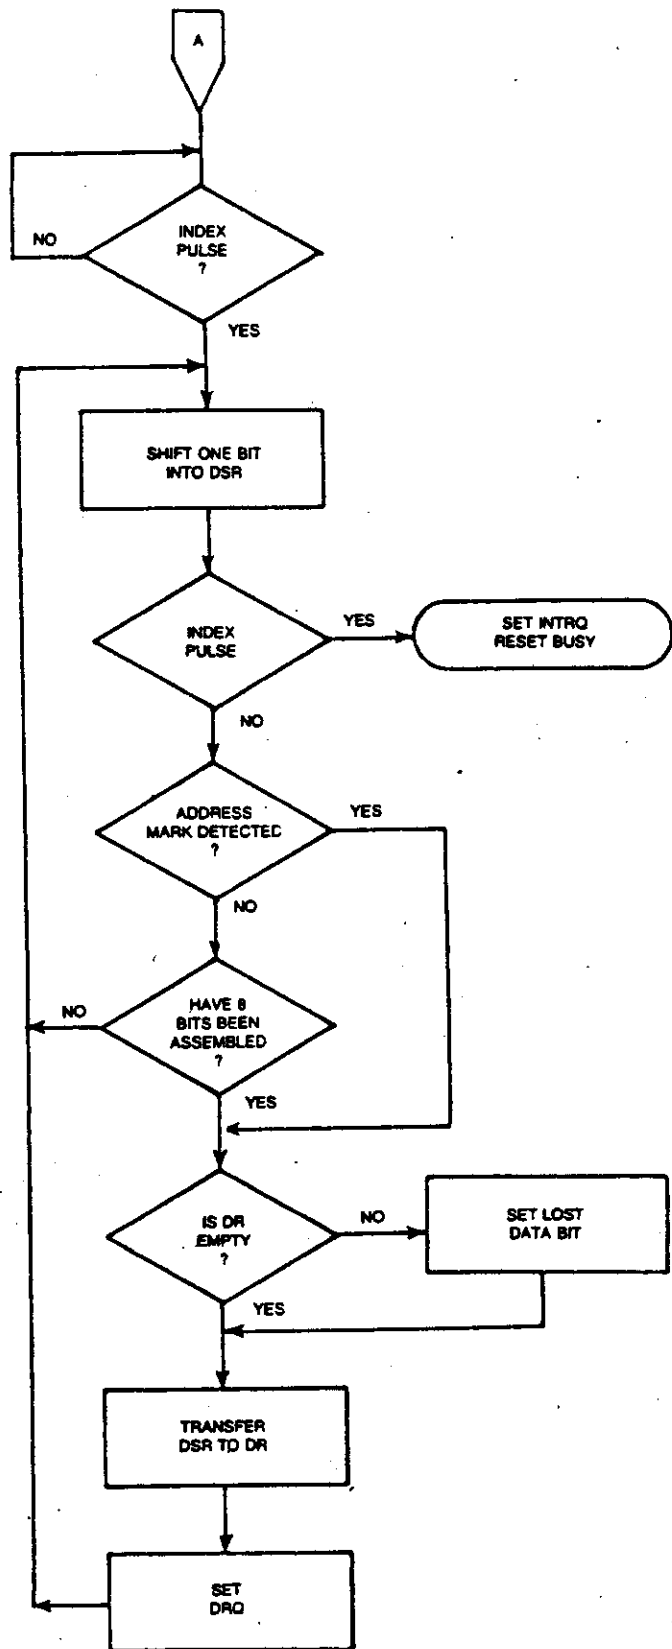 A
INDEX
PULSE
?
NO
YES
SHIFT ONE BIT
INTO DSR
INDEX
PULSE
YES
SET INTRQ
RESET BUSY
NO
ADDRESS
MARK DETECTED
?
YES
NO
HAVE 8
BITS BEEN
ASSEMBLED
?
NO
YES
IS DR
EMPTY
?
NO
SET LOST
DATA BIT
YES
TRANSFER
DSR TO DR
SET
DRQ